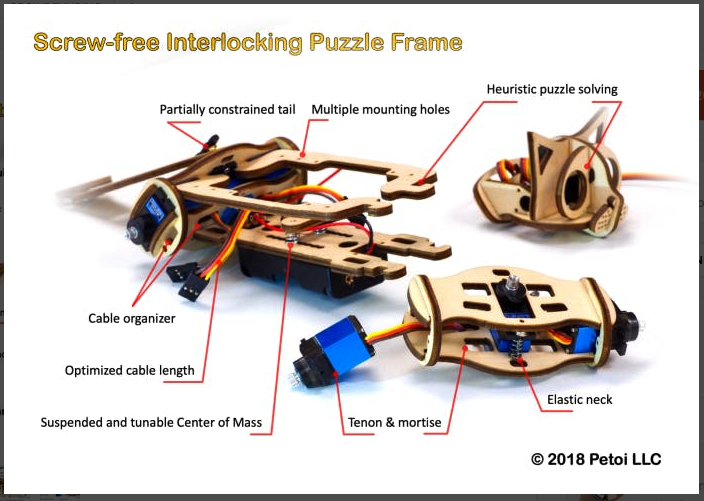 Screw-free Interlocking Puzzle Frame
Heuristic puzzle solving
Partially constrained tail
Multiple mounting holes
Cable organizer
Optimized cable length
Elastic neck
Suspended and tunable Center of Mass
Tenon & mortise
© 2018 Petoi LLC